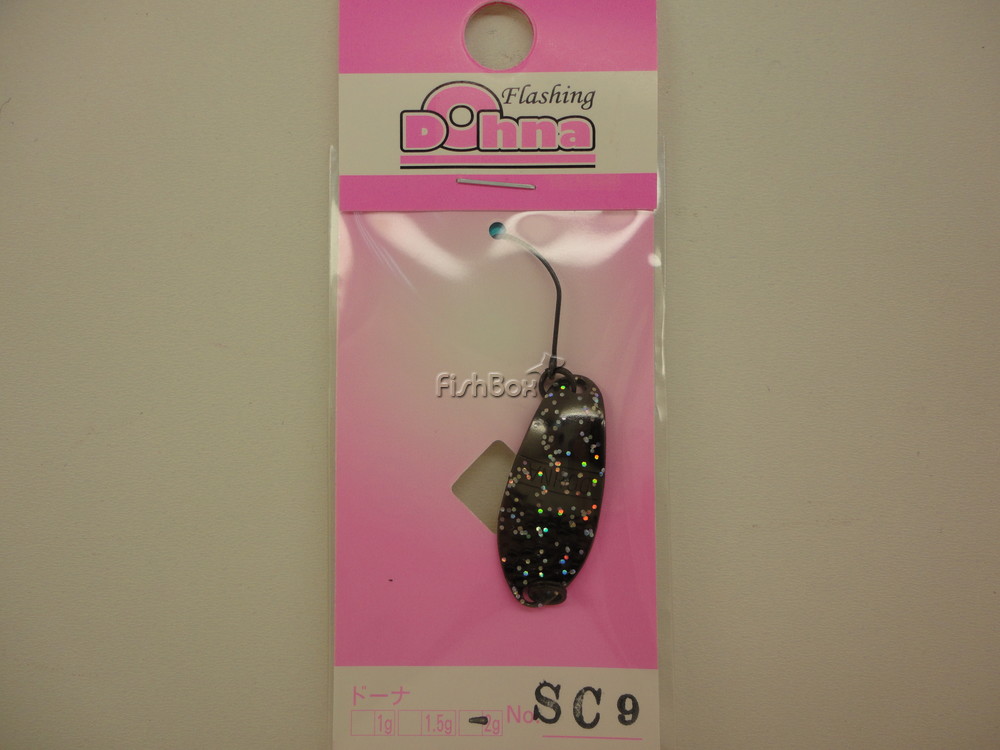 Flashing
Dohna
FishBox
ドーナ
1g 1.5g 2g No. SC9